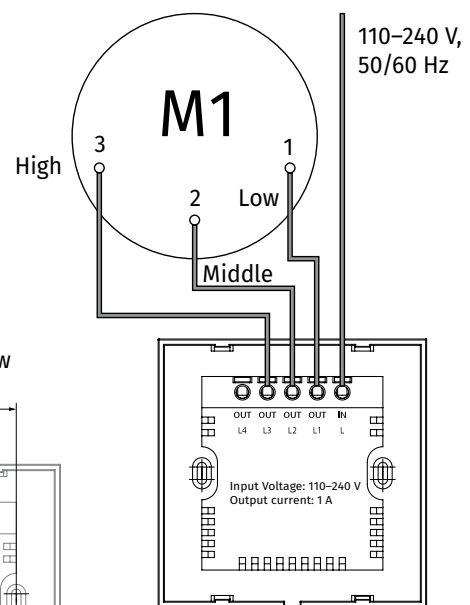 110–240 V,
50/60 Hz
M1
3
1
High
2
Low
Middle
OUT OUT OUT OUT IN
L4 L3 L2 L1 L
Input Voltage: 110–240 V
Output current: 1 A